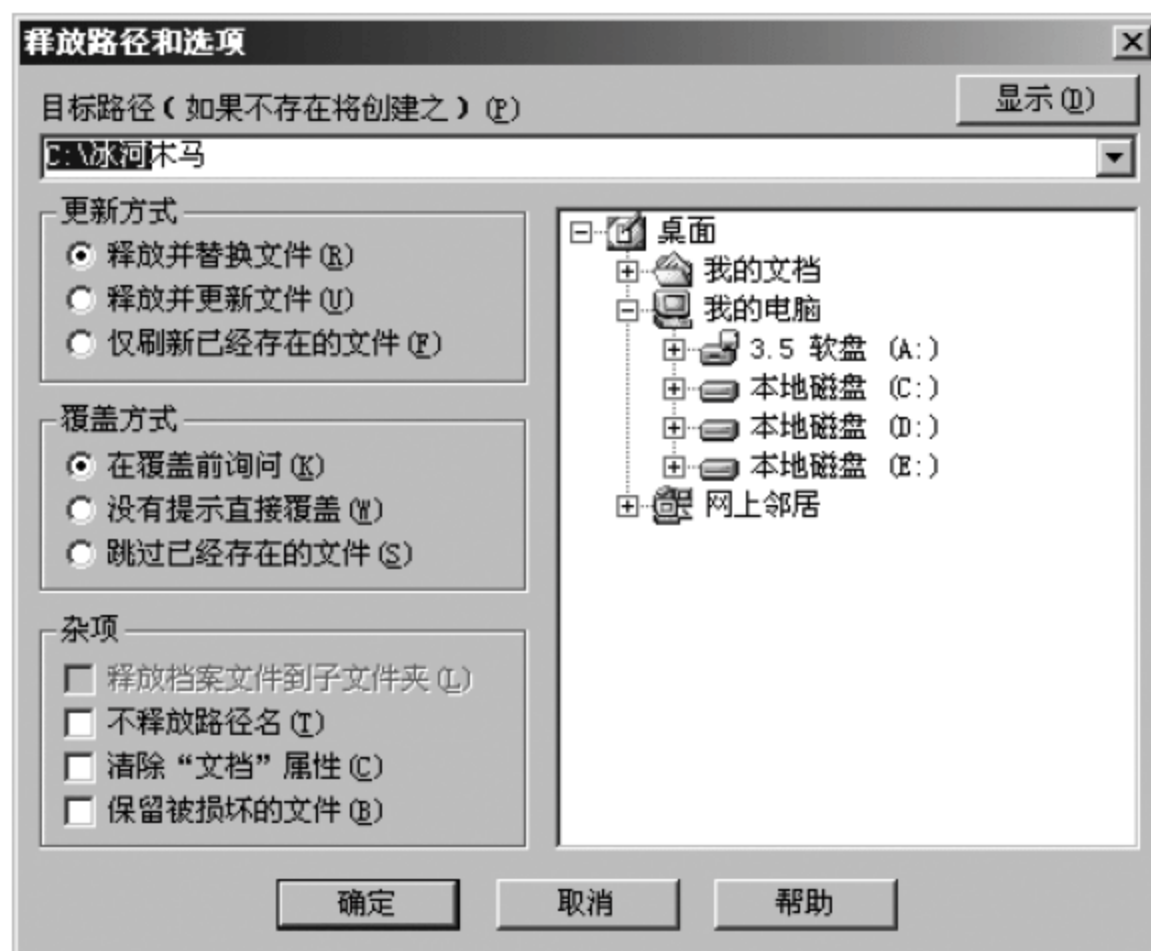 释放路径和选项
目标路径(如果不存在将创建之)(P)
显示(D)
C:\冰河木马
更新方式
释放并替换文件(R)
释放并更新文件(U)
仅刷新已经存在的文件(F)
覆盖方式
在覆盖前询问(K)
没有提示直接覆盖(W)
跳过已经存在的文件(S)
杂项
释放档案文件到子文件夹(L)
不释放路径名(T)
清除“文档”属性(C)
保留被损坏的文件(B)
桌面
我的文档
我的电脑
3.5 软盘 (A:)
本地磁盘 (C:)
本地磁盘 (D:)
本地磁盘 (E:)
网上邻居
确定
取消
帮助